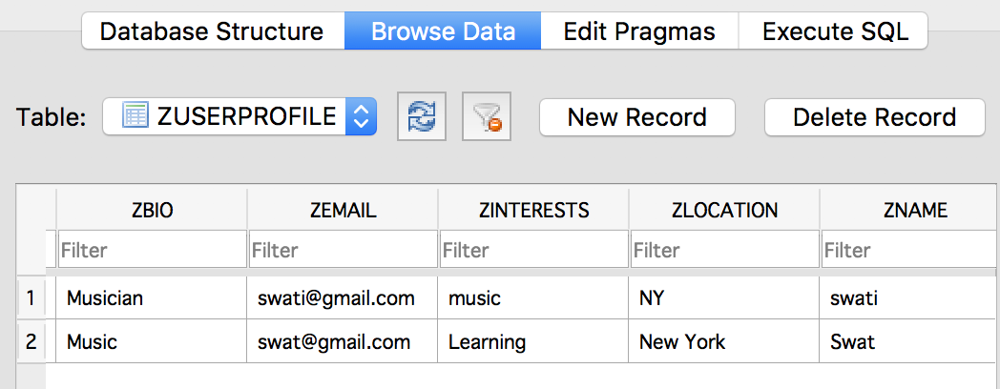 Database Structure Browse Data Edit Pragmas Execute SQL
Table: ZUSERPROFILE New Record Delete Record
ZBIO ZEMAIL ZINTERESTS ZLOCATION ZNAME
Filter Filter Filter Filter Filter
1 Musician swati@gmail.com music NY swati
2 Music swat@gmail.com Learning New York Swat